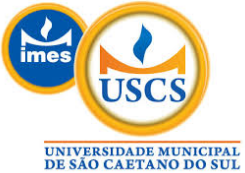 imes
USCS
UNIVERSIDADE MUNICIPAL
DE SÃO CAETANO DO SUL